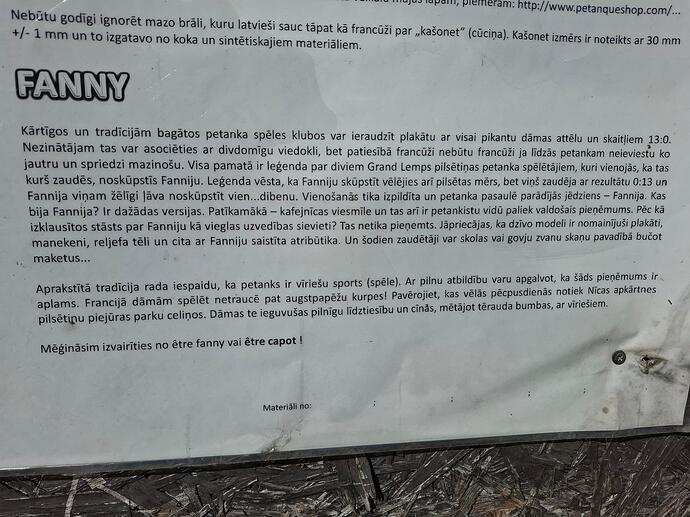 mājas lapām, piemēram: http://www.petanqueshop.com/...
Nebūtu godīgi ignorēt mazo brāli, kuru latvieši sauc tāpat kā francūži par „kašonet” (cūciņa). Kašonet izmērs ir noteikts ar 30 mm
+/- 1 mm un to izgatavo no koka un sintētiskajiem materiāliem.
FANNY
Kārtīgos un tradīcijām bagātos petanka spēles klubos var ieraudzīt plakātu ar visai pikantu dāmas attēlu un skaitļiem 13:0.
Nezinātājam tas var asociēties ar divdomīgu viedokli, bet patiesībā francūži nebūtu francūži ja līdzās petankam neieviestu ko
jautru un spriedzi mazinošu. Visa pamatā ir leģenda par diviem Grand Lemps pilsētiņas petanka spēlētājiem, kuri vienojās, ka tas
kurš zaudēs, noskūpstīs Fanniju. Leģenda vēsta, ka Fanniju skūpstīt vēlējies arī pilsētas mērs, bet viņš zaudēja ar rezultātu 0:13 un
Fannija viņam žēlīgi ļāva noskūpstīt vien...dibenu. Vienošanās tika izpildīta un petanka pasaulē parādījās jēdziens – Fannija. Kas
bija Fannija? Ir dažādas versijas. Patīkamākā – kafejnīcas viesmīle un tas arī ir petankistu vidū paliek valdošais pieņēmums. Pēc kā
izklausītos stāsts par Fanniju kā vieglas uzvedības sievieti? Tas netika pieņemts. Jāpriecājas, ka dzīvo modeli ir nomainījuši plakāti,
manekeni, reljefa tēli un cita ar Fanniju saistīta atribūtika. Un šodien zaudētāji var skolas vai govju zvanu skaņu pavadībā bučot
maketus...
Aprakstītā tradīcija rada iespaidu, ka petanks ir vīriešu sports (spēle). Ar pilnu atbildību varu apgalvot, ka šāds pieņēmums ir
aplams. Francijā dāmām spēlēt netraucē pat augstpapēžu kurpes! Pavērojiet, kas vēlās pēcpusdienās notiek Nīcas apkārtnes
pilsētiņu piejūras parku celiņos. Dāmas te ieguvušas pilnīgu līdztiesību un cīnās, mētājot tērauda bumbas, ar vīriešiem.
Mēģināsim izvairīties no être fanny vai être capot !
Materiāli no: ; ; ;